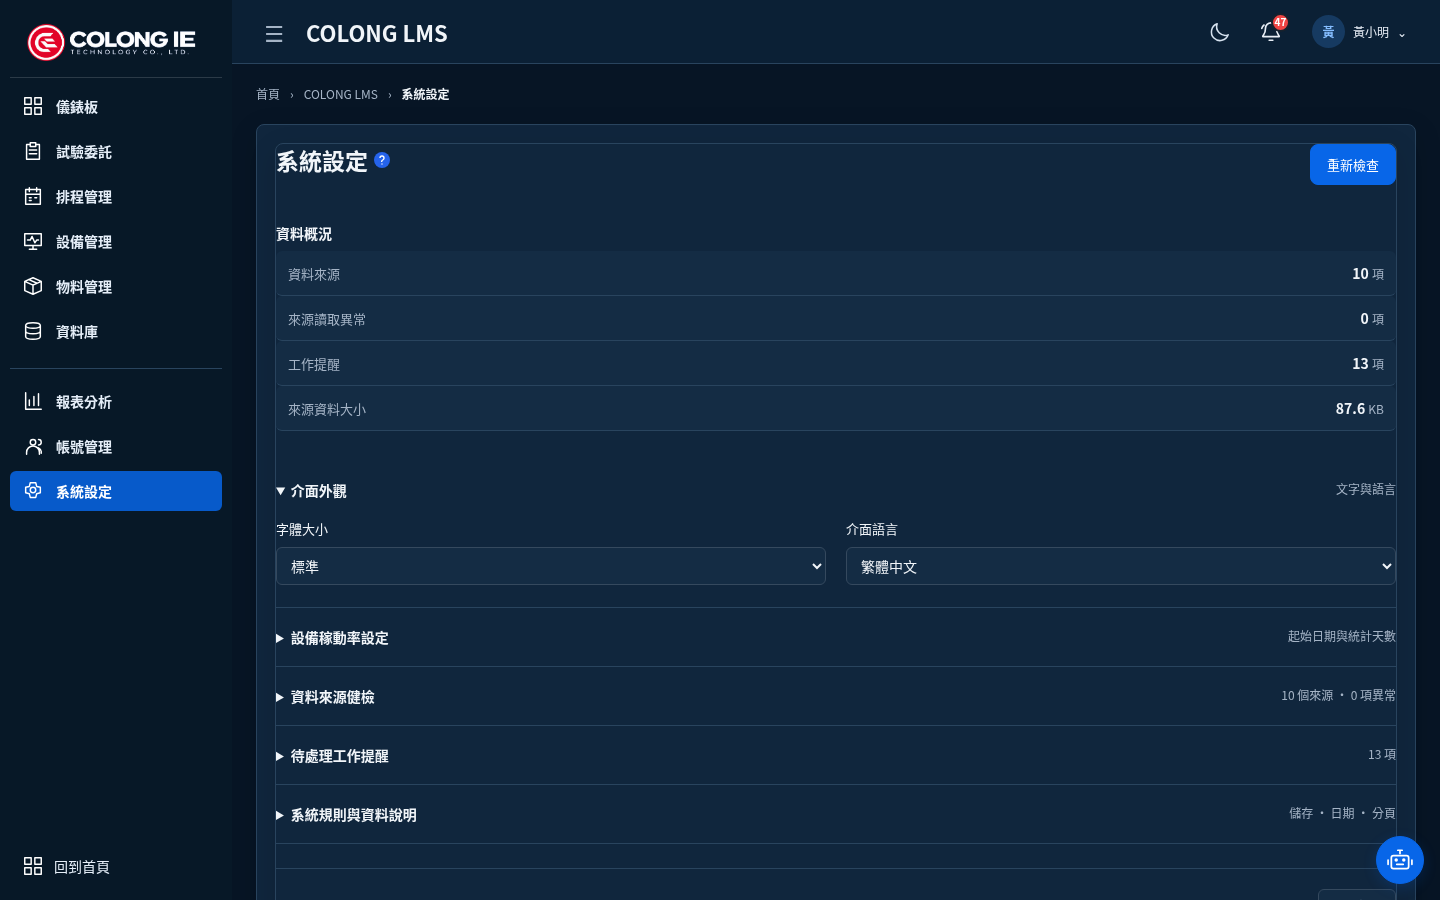 COLONG IE
TECHNOLOGY CO., LTD.
儀錶板
試驗委託
排程管理
設備管理
物料管理
資料庫
報表分析
帳號管理
系統設定
回到首頁
COLONG LMS
47
黃
黃小明
首頁 › COLONG LMS › 系統設定
系統設定 ?
重新檢查
資料概況
資料來源 10 項
來源讀取異常 0 項
工作提醒 13 項
來源資料大小 87.6 KB
介面外觀 文字與語言
字體大小 介面語言
標準 繁體中文
設備稼動率設定 起始日期與統計天數
資料來源健檢 10 個來源 · 0 項異常
待處理工作提醒 13 項
系統規則與資料說明 儲存 · 日期 · 分頁